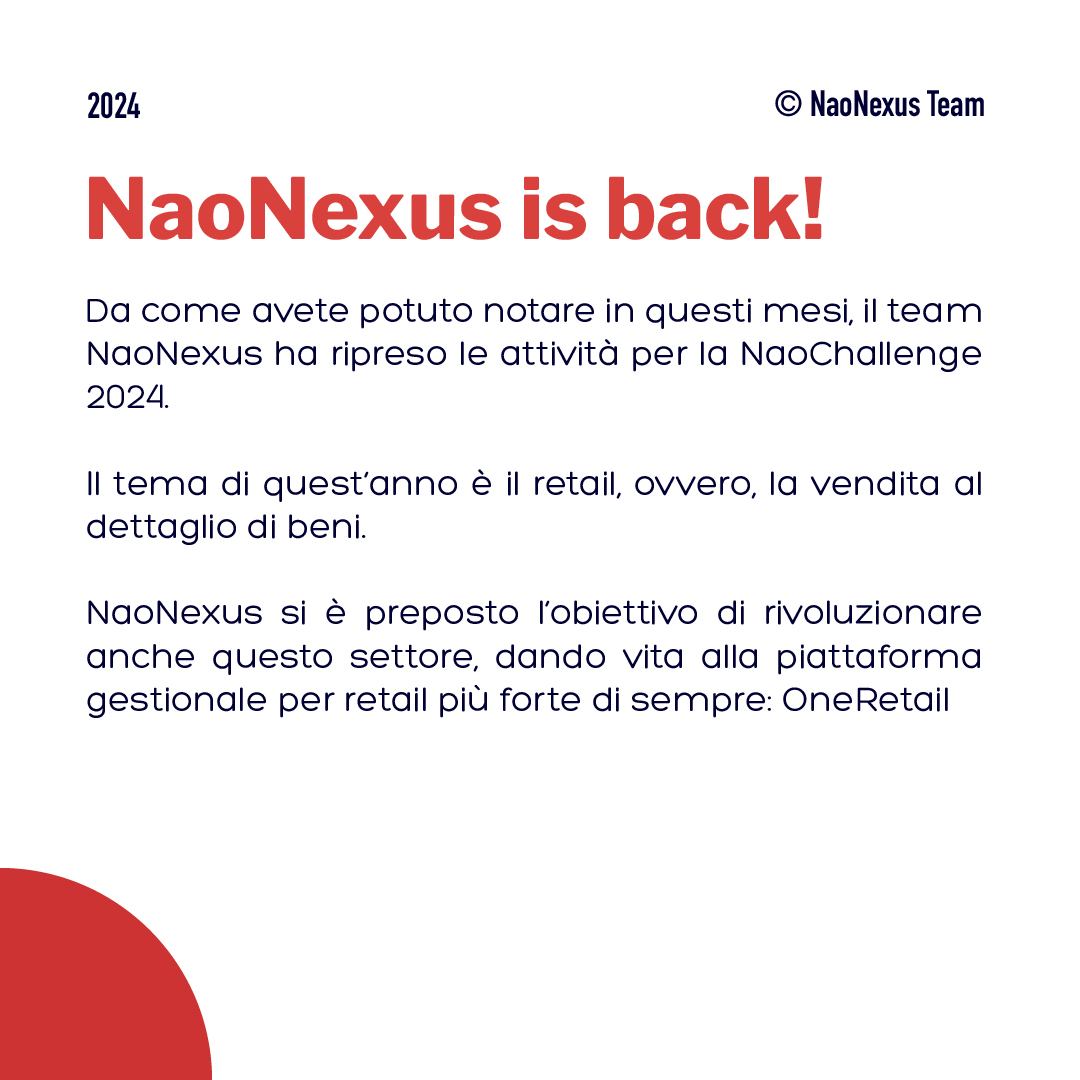 2024
© NaoNexus Team
NaoNexus is back!
Da come avete potuto notare in questi mesi, il team
NaoNexus ha ripreso le attività per la NaoChallenge
2024.
Il tema di quest'anno è il retail, ovvero, la vendita al
dettaglio di beni.
NaoNexus si è preposto l'obiettivo di rivoluzionare
anche questo settore, dando vita alla piattaforma
gestionale per retail più forte di sempre: OneRetail